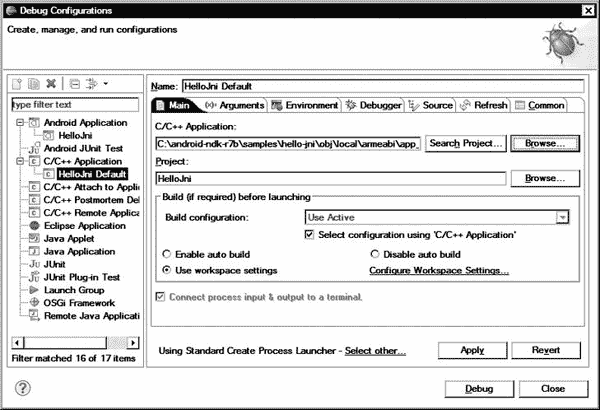 Debug Configurations
Create, manage, and run configurations
type filter text
Android Application
HelloJni
Android JUnit Test
C/C++ Application
HelloJni Default
C/C++ Attach to Applic
C/C++ Postmortem Del
C/C++ Remote Applica
Eclipse Application
Java Applet
Java Application
JUnit
JUnit Plug-in Test
Launch Group
OSGi Framework
Remote Java Applicati
Filter matched 16 of 17 items
Name: HelloJni Default
Main Arguments Environment Debugger Source Refresh Common
C/C++ Application:
C:\android-ndk-r7b\samples\hello-jni\obj\local\armeabi\app_ Search Project... Browse...
Project:
HelloJni Browse...
Build (if required) before launching
Build configuration: Use Active
Select configuration using 'C/C++ Application'
Enable auto build Disable auto build
Use workspace settings Configure Workspace Settings...
Connect process input & output to a terminal.
Using Standard Create Process Launcher - Select other... Apply Revert
Debug Close